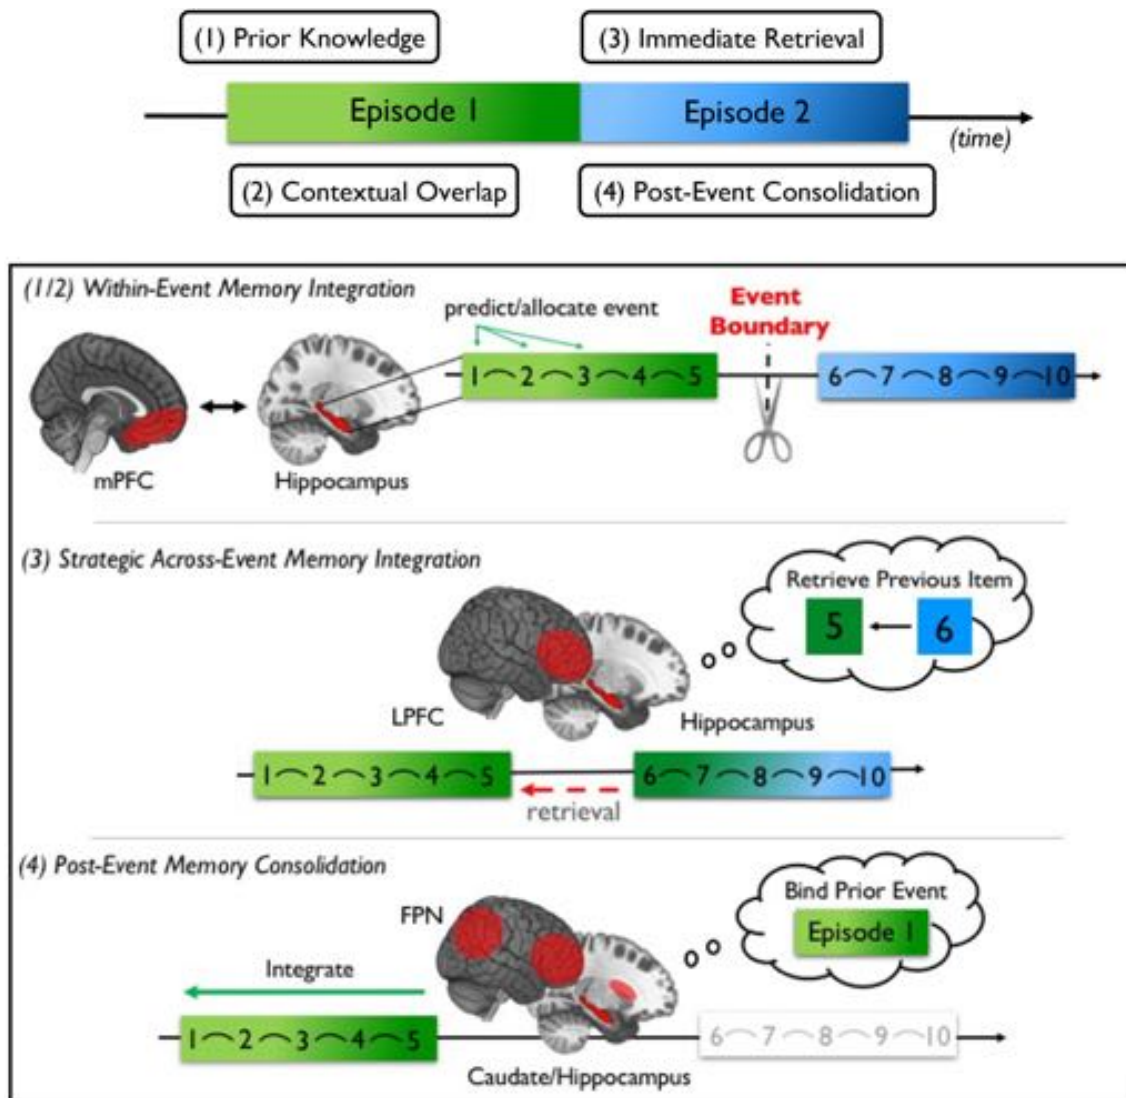 (1) Prior Knowledge
(3) Immediate Retrieval
Episode 1
Episode 2
(time)
(2) Contextual Overlap
(4) Post-Event Consolidation
(1/2) Within-Event Memory Integration
predict/allocate event
Event
Boundary
1 2 3 4 5
6 7 8 9 10
mPFC
Hippocampus
(3) Strategic Across-Event Memory Integration
Retrieve Previous Item
5
6
LPFC
Hippocampus
1 2 3 4 5
6 7 8 9 10
retrieval
(4) Post-Event Memory Consolidation
Bind Prior Event
FPN
Episode 1
Integrate
1 2 3 4 5
6 7 8 9 10
Caudate/Hippocampus